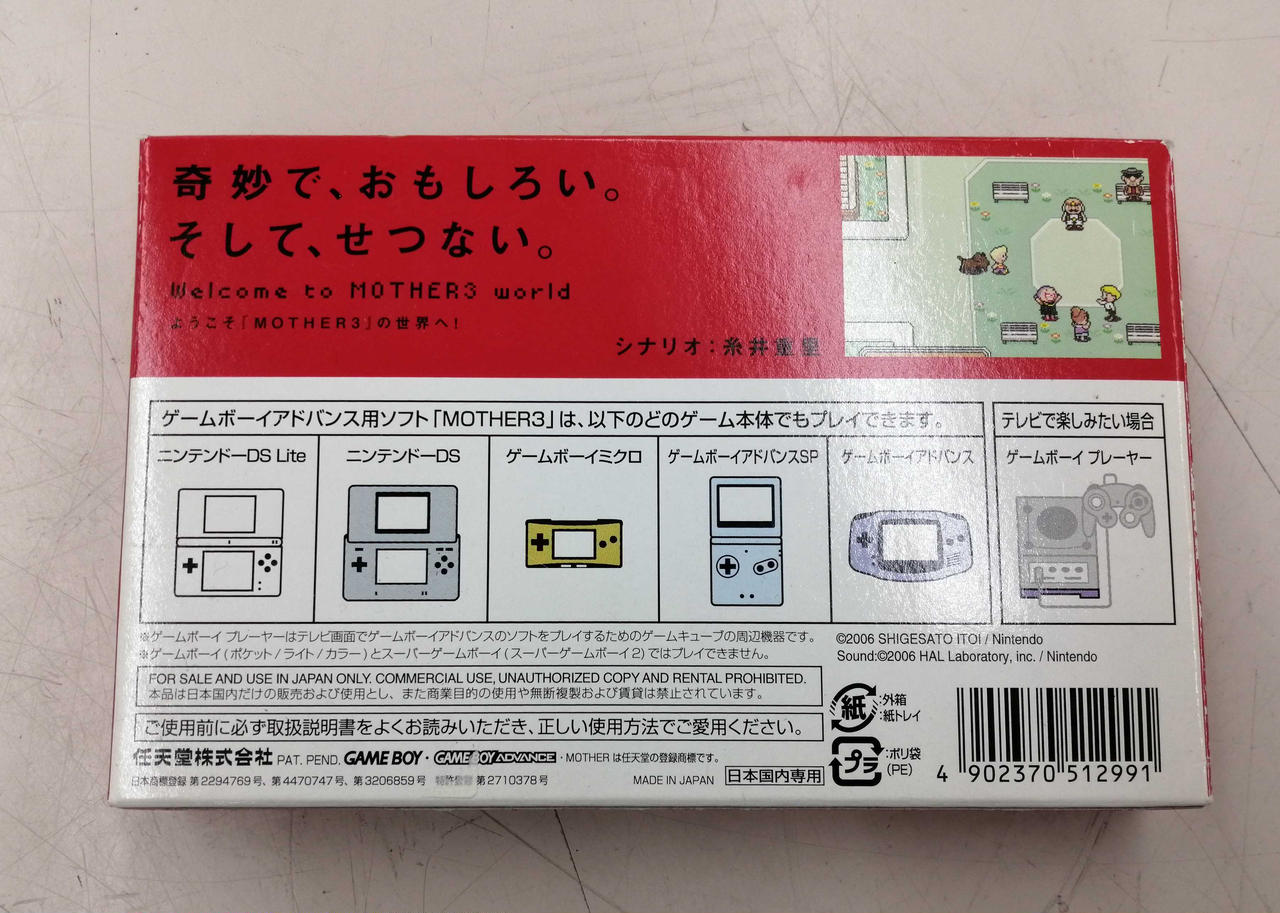 奇妙で、おもしろい。
そして、せつない。
Welcome to MOTHER3 world
ようこそ「MOTHER3」の世界へ!
シナリオ:糸井重里
ゲームボーイアドバンス用ソフト「MOTHER3」は、以下のどのゲーム本体でもプレイできます。
テレビで楽しみたい場合
ニンテンドーDS Lite
ニンテンドーDS
ゲームボーイミクロ
ゲームボーイアドバンスSP
ゲームボーイアドバンス
ゲームボーイ プレーヤー
※ゲームボーイ プレーヤーはテレビ画面でゲームボーイアドバンスのソフトをプレイするためのゲームキューブの周辺機器です。
※ゲームボーイ(ポケット/ライト/カラー)とスーパーゲームボーイ(スーパーゲームボーイ2)ではプレイできません。
©2006 SHIGESATO ITOI / Nintendo
Sound:©2006 HAL Laboratory, inc. / Nintendo
FOR SALE AND USE IN JAPAN ONLY. COMMERCIAL USE, UNAUTHORIZED COPY AND RENTAL PROHIBITED.
本品は日本国内だけの販売および使用とし、また商業目的の使用や無断複製および賃貸は禁止されています。
ご使用前に必ず取扱説明書をよくお読みいただき、正しい使用方法でご愛用ください。
任天堂株式会社 PAT. PEND. GAME BOY・GAME BOY ADVANCE・MOTHER は任天堂の登録商標です。
日本商標登録 第2294769号、第4470747号、第3206859号 特許登録 第2710378号
MADE IN JAPAN
日本国内専用
紙 :外箱
:紙トレイ
プラ :ポリ袋
(PE)
4 902370 512991